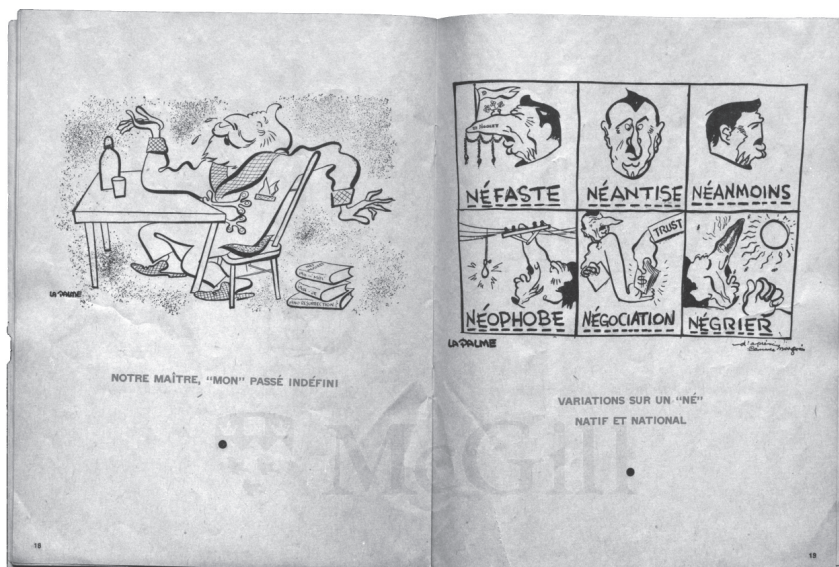 LA PALME
NOTRE MAÎTRE, "MON" PASSÉ INDÉFINI
18
NÉFASTE
NÉANTISE
NÉANMOINS
TRUST
NÉOPHOBE
NÉGOCIATION
NÉGRIER
LA PALME
d'après
VARIATIONS SUR UN "NÉ"
NATIF ET NATIONAL
McGill